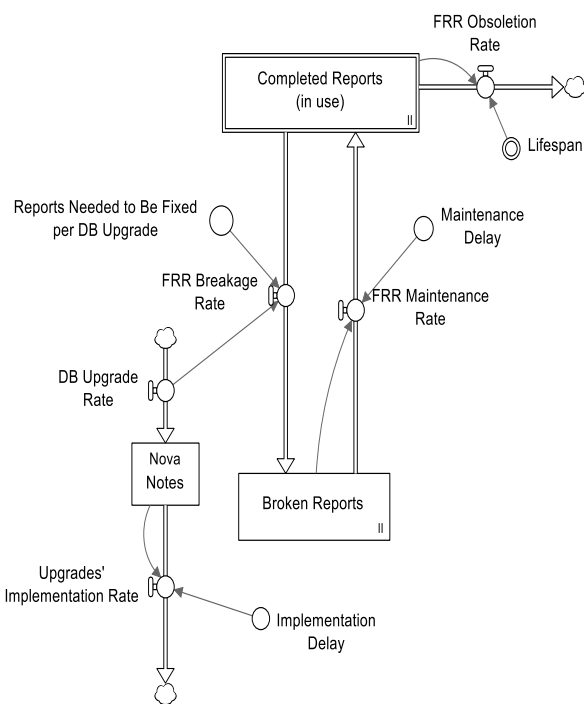 FRR Obsoletion
Rate
Completed Reports
(in use)
Lifespan
Reports Needed to Be Fixed
per DB Upgrade
Maintenance
Delay
FRR Breakage
Rate
FRR Maintenance
Rate
DB Upgrade
Rate
Nova
Notes
Broken Reports
Upgrades'
Implementation Rate
Implementation
Delay